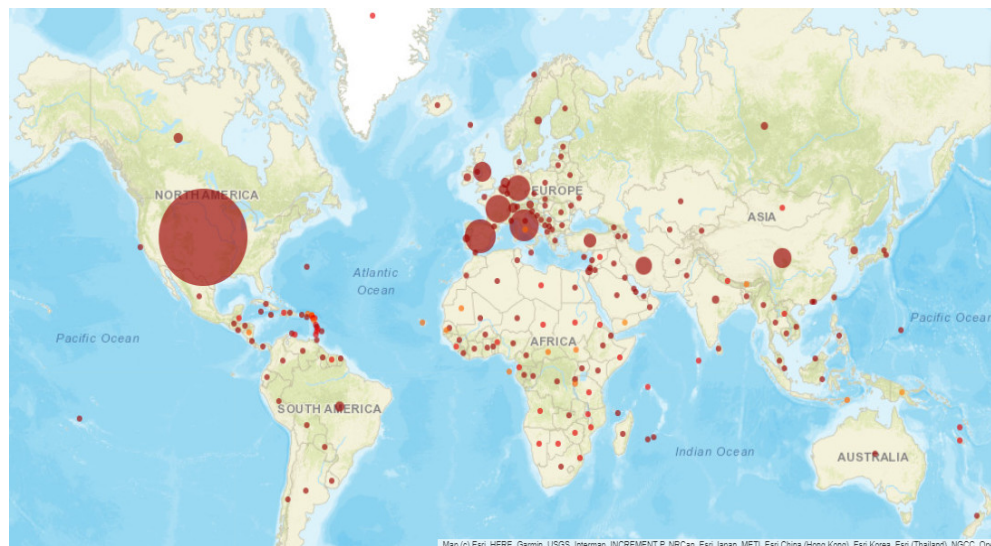 NORTH AMERICA
EUROPE
ASIA
Atlantic
Ocean
Pacific Ocean
Pacific Ocean
AFRICA
SOUTH AMERICA
Indian Ocean
AUSTRALIA
Map (c) Esri, HERE, Garmin, USGS, Intermap, INCREMENT P, NRCan, Esri Japan, METI, Esri China (Hong Kong), Esri Korea, Esri (Thailand), NGCC,